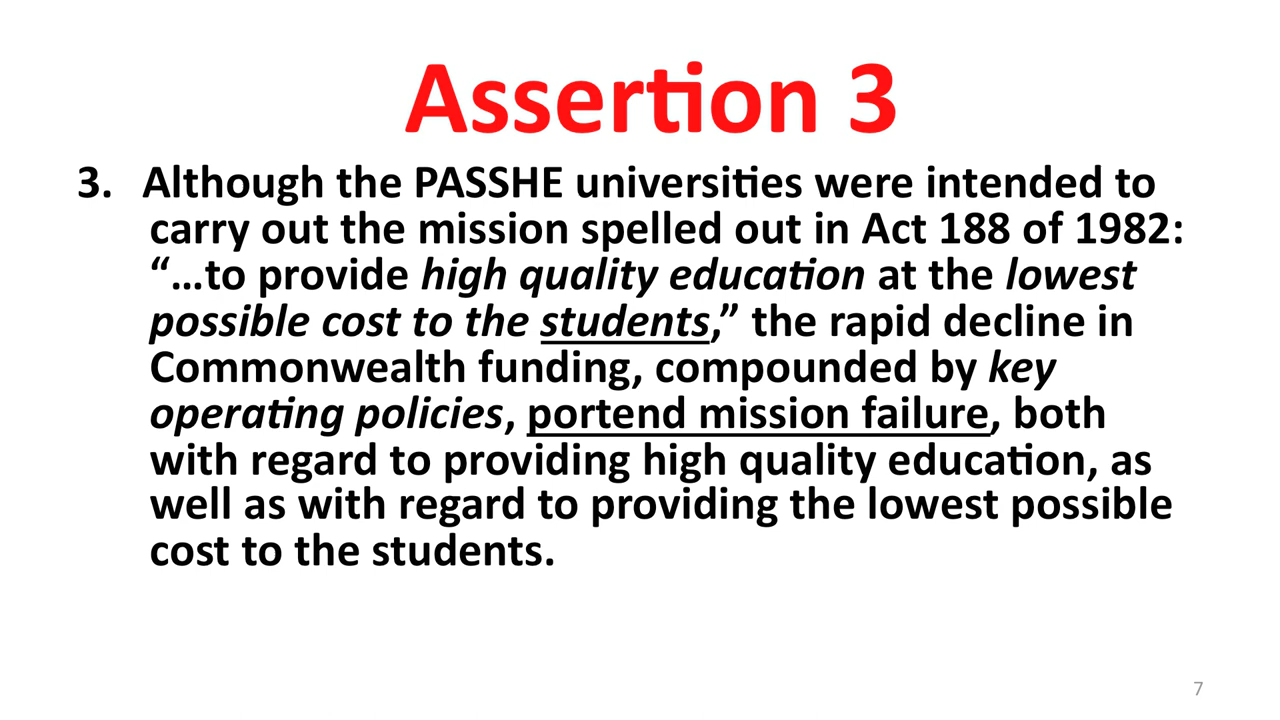 Assertion 3
3. Although the PASSHE universities were intended to
carry out the mission spelled out in Act 188 of 1982:
“…to provide high quality education at the lowest
possible cost to the students,” the rapid decline in
Commonwealth funding, compounded by key
operating policies, portend mission failure, both
with regard to providing high quality education, as
well as with regard to providing the lowest possible
cost to the students.
7